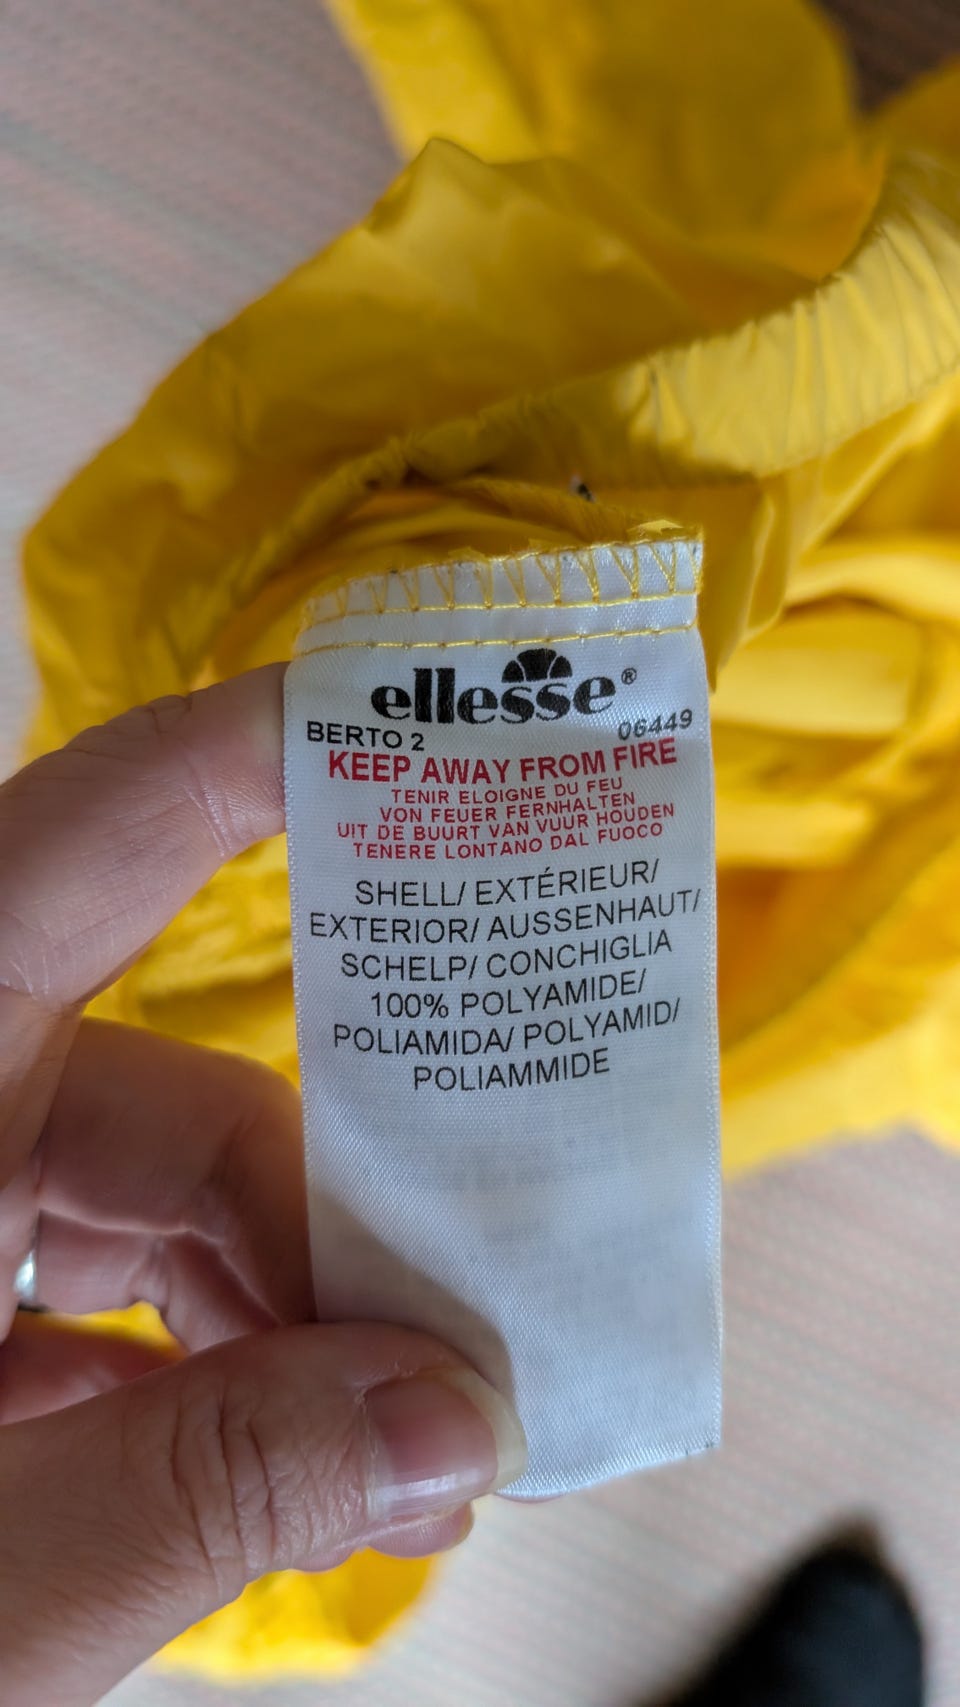 ellesse®
BERTO 2 06449
KEEP AWAY FROM FIRE
TENIR ELOIGNE DU FEU
VON FEUER FERNHALTEN
UIT DE BUURT VAN VUUR HOUDEN
TENERE LONTANO DAL FUOCO
SHELL/ EXTÉRIEUR/
EXTERIOR/ AUSSENHAUT/
SCHELP/ CONCHIGLIA
100% POLYAMIDE/
POLIAMIDA/ POLYAMID/
POLIAMMIDE